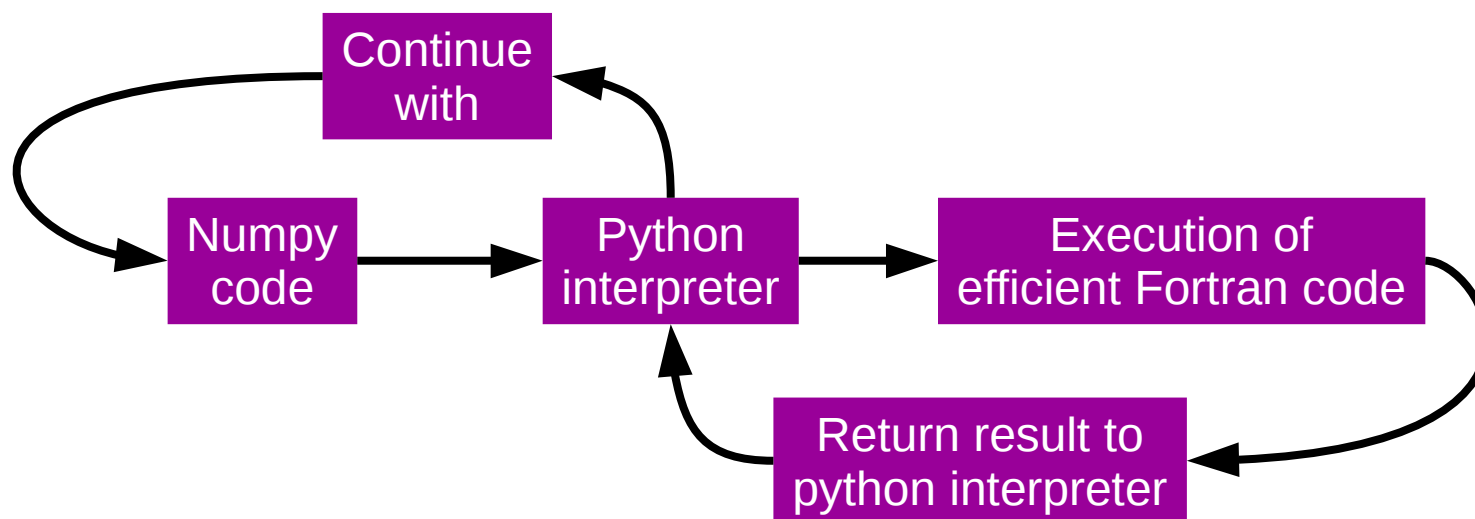 Continue
with
Numpy
code
Python
interpreter
Execution of
efficient Fortran code
Return result to
python interpreter